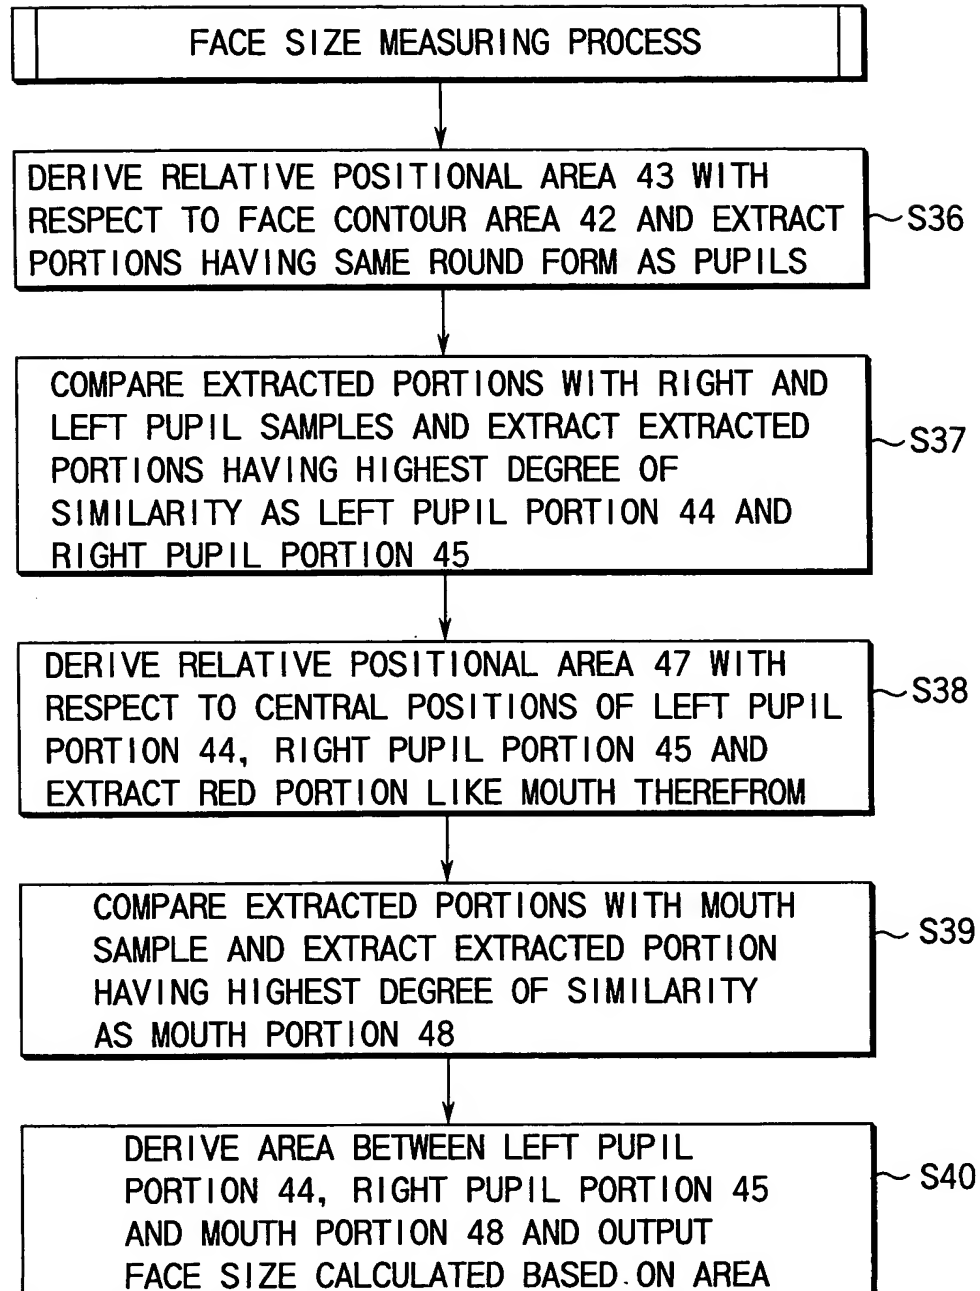 FACE SIZE MEASURING PROCESS
DERIVE RELATIVE POSITIONAL AREA 43 WITH
RESPECT TO FACE CONTOUR AREA 42 AND EXTRACT
PORTIONS HAVING SAME ROUND FORM AS PUPILS
S36
COMPARE EXTRACTED PORTIONS WITH RIGHT AND
LEFT PUPIL SAMPLES AND EXTRACT EXTRACTED
PORTIONS HAVING HIGHEST DEGREE OF
SIMILARITY AS LEFT PUPIL PORTION 44 AND
RIGHT PUPIL PORTION 45
S37
DERIVE RELATIVE POSITIONAL AREA 47 WITH
RESPECT TO CENTRAL POSITIONS OF LEFT PUPIL
PORTION 44, RIGHT PUPIL PORTION 45 AND
EXTRACT RED PORTION LIKE MOUTH THEREFROM
S38
COMPARE EXTRACTED PORTIONS WITH MOUTH
SAMPLE AND EXTRACT EXTRACTED PORTION
HAVING HIGHEST DEGREE OF SIMILARITY
AS MOUTH PORTION 48
S39
DERIVE AREA BETWEEN LEFT PUPIL
PORTION 44, RIGHT PUPIL PORTION 45
AND MOUTH PORTION 48 AND OUTPUT
FACE SIZE CALCULATED BASED ON AREA
S40